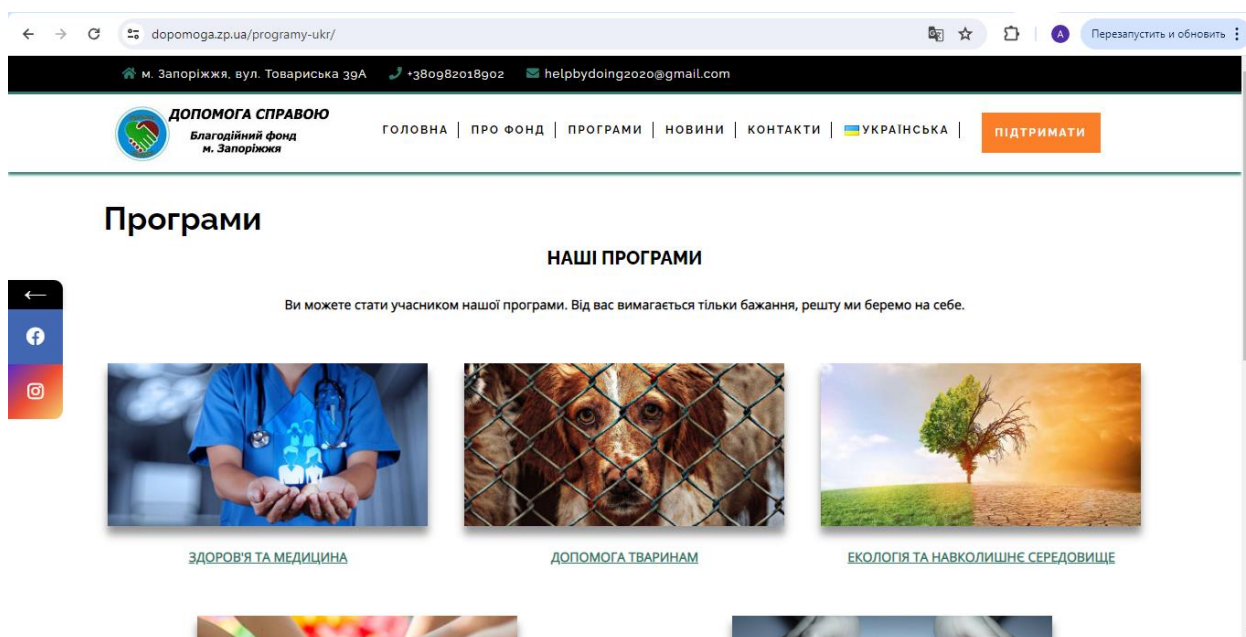 dopomoga.zp.ua/programy-ukr/
А
Перезапустить и обновить
м. Запоріжжя, вул. Товариська 39А +380982018902 helpbydoing2020@gmail.com
ДОПОМОГА СПРАВОЮ
Благодійний фонд
м. Запоріжжя
ГОЛОВНА | ПРО ФОНД | ПРОГРАМИ | НОВИНИ | КОНТАКТИ | УКРАЇНСЬКА |
ПІДТРИМАТИ
Програми
НАШІ ПРОГРАМИ
Ви можете стати учасником нашої програми. Від вас вимагається тільки бажання, решту ми беремо на себе.
ЗДОРОВ'Я ТА МЕДИЦИНА
ДОПОМОГА ТВАРИНАМ
ЕКОЛОГІЯ ТА НАВКОЛИШНЄ СЕРЕДОВИЩЕ